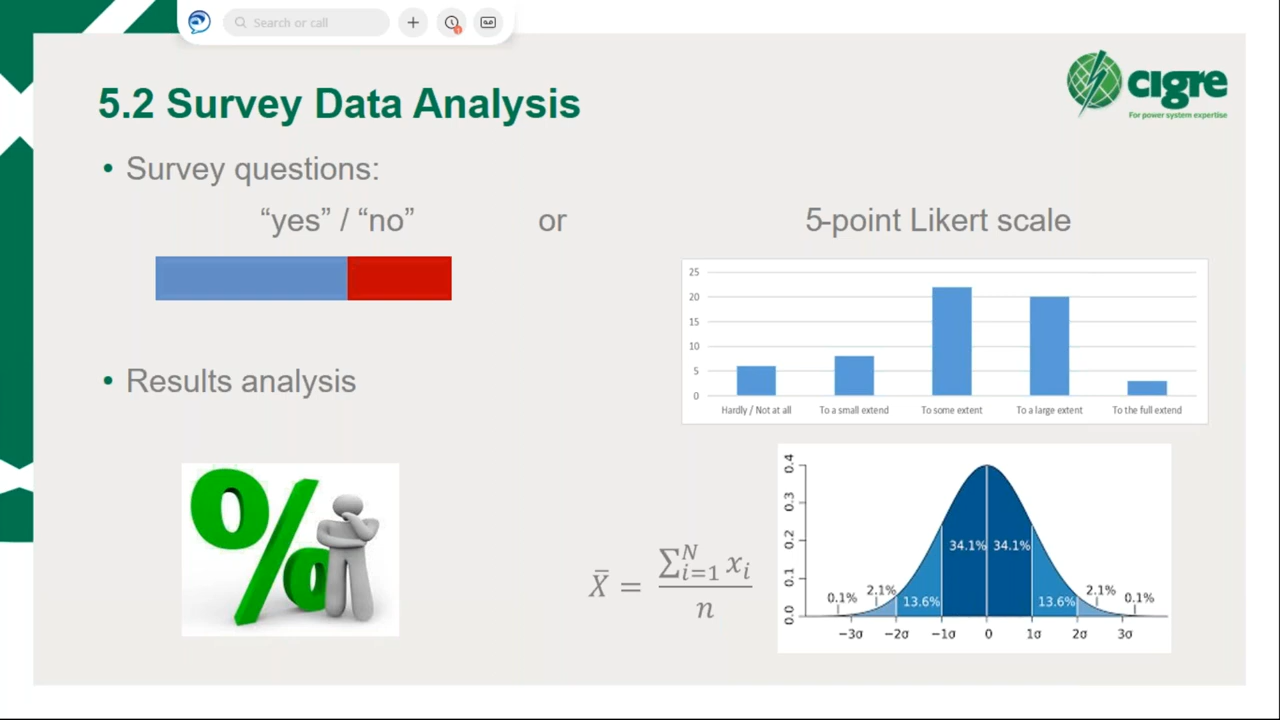 Search or call
5.2 Survey Data Analysis
cigre
For power system expertise
• Survey questions:
“yes” / “no” or 5-point Likert scale
25
20
15
10
5
0
Hardly / Not at all To a small extend To some extent To a large extent To the full extend
• Results analysis
%
X̄ = ∑_{i=1}^{N} x_i / n
0.4
0.3
0.2
0.1
0.0
34.1% 34.1%
0.1% 2.1% 13.6% 13.6% 2.1% 0.1%
−3σ −2σ −1σ 0 1σ 2σ 3σ